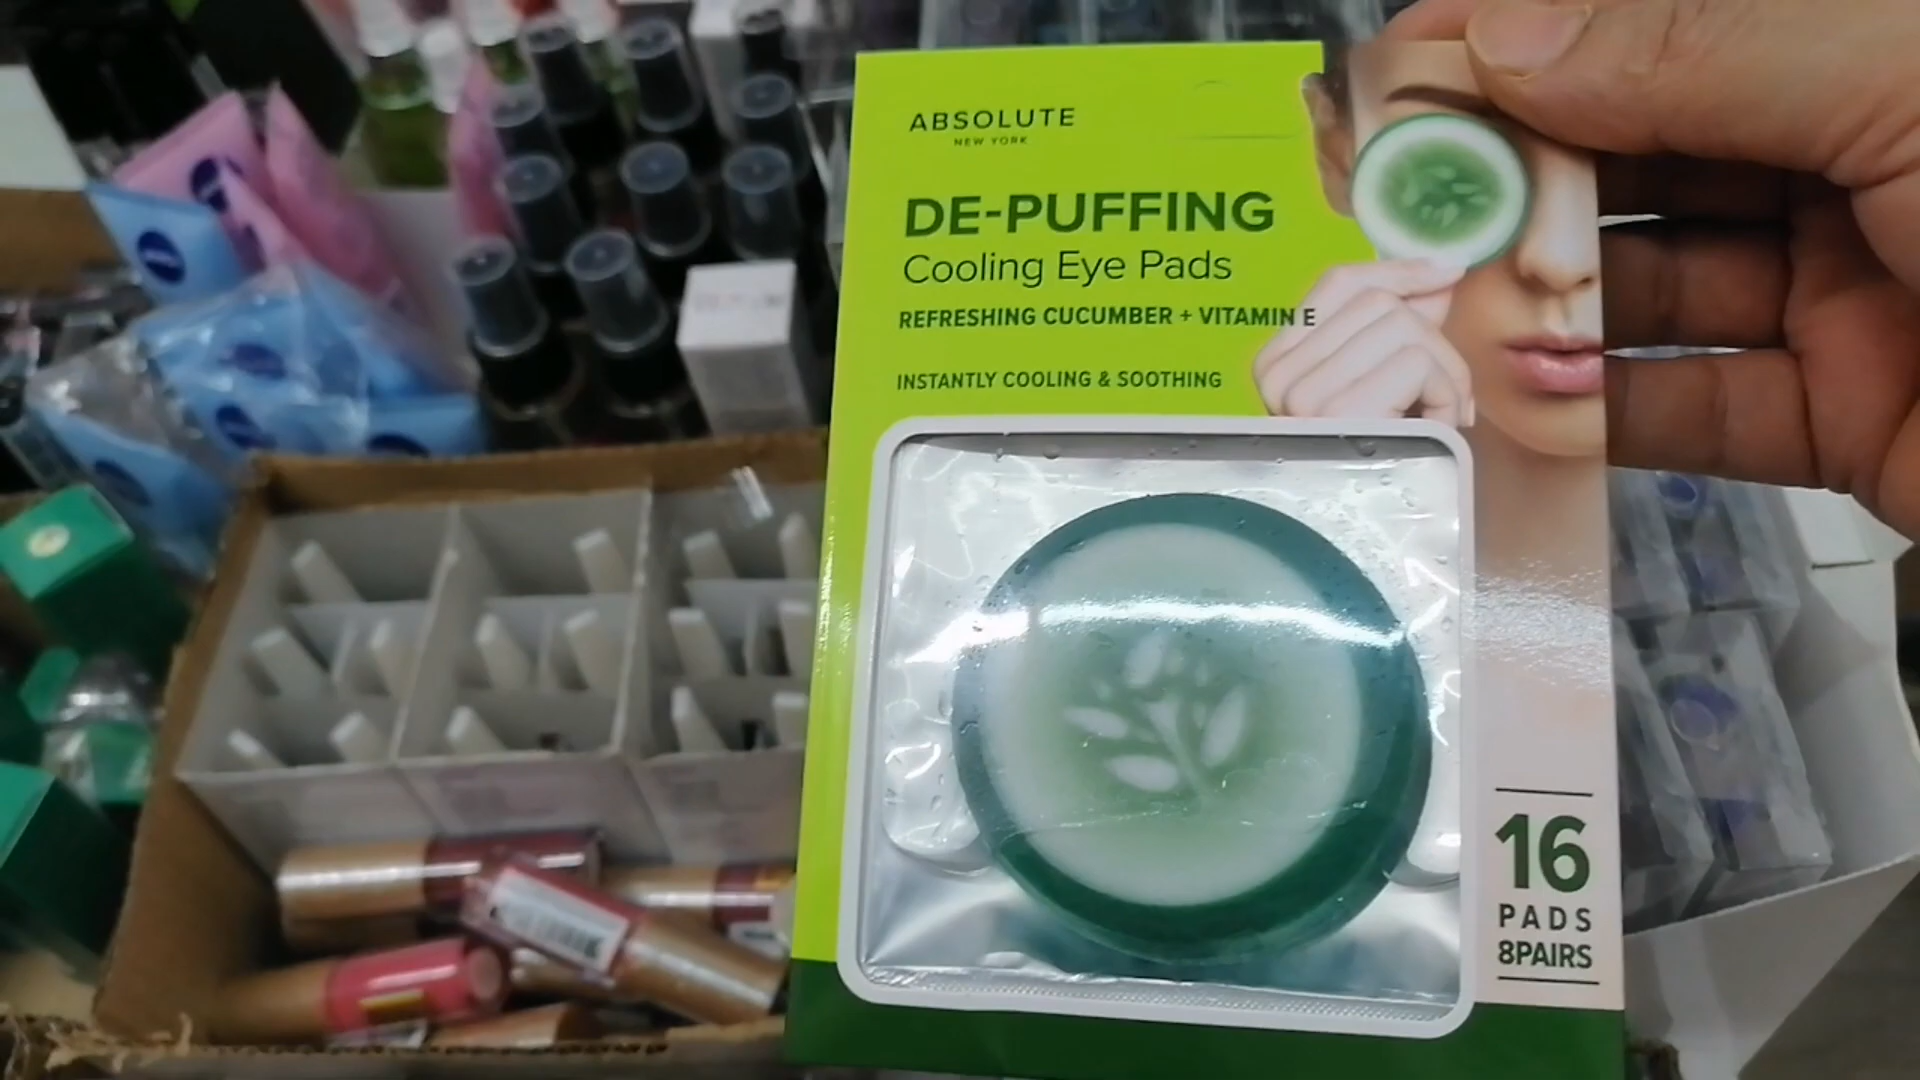 ABSOLUTE
NEW YORK
DE-PUFFING
Cooling Eye Pads
REFRESHING CUCUMBER + VITAMIN E
INSTANTLY COOLING & SOOTHING
16
PADS
8PAIRS